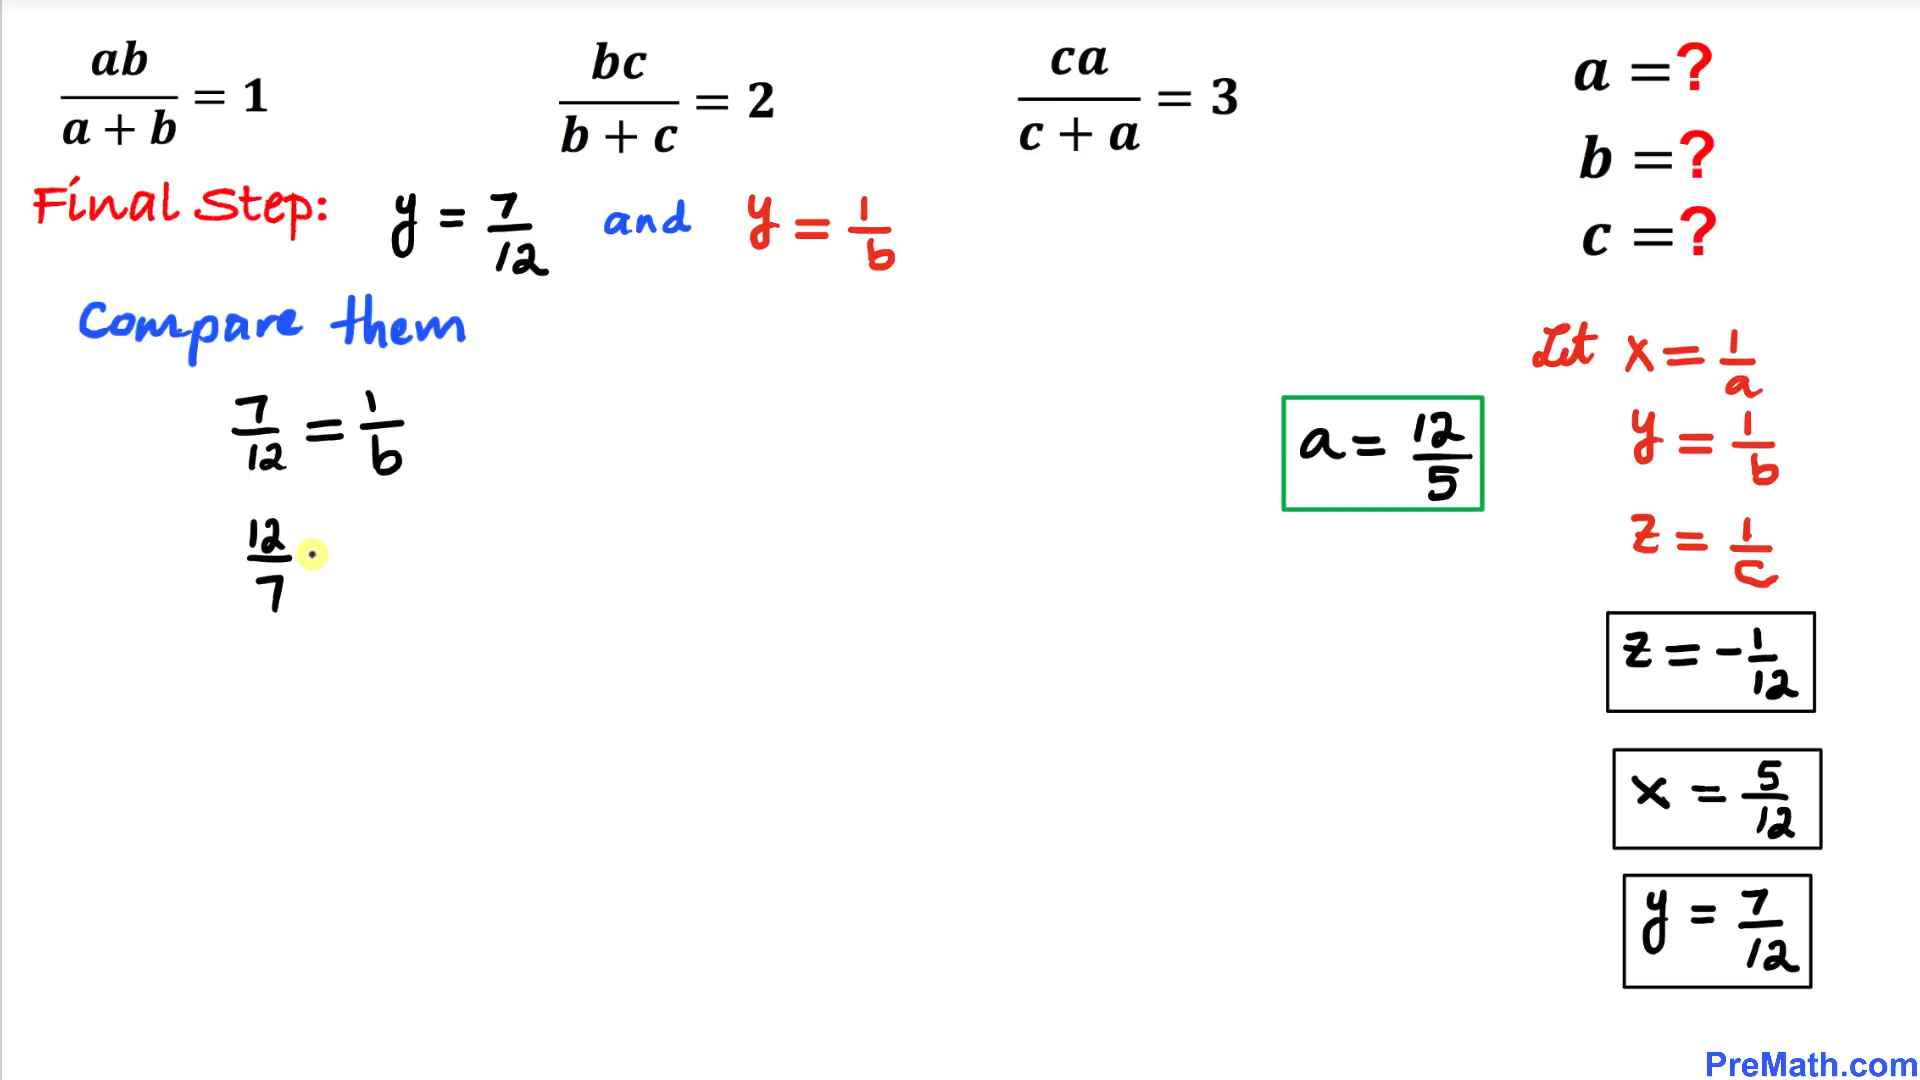 ab/(a + b) = 1
bc/(b + c) = 2
ca/(c + a) = 3
a =?
b =?
c =?
Final Step: y = 7/12 and y = 1/b
Compare them
7/12 = 1/b
12/7
a = 12/5
Let x = 1/a
y = 1/b
z = 1/c
z = -1/12
x = 5/12
y = 7/12
PreMath.com